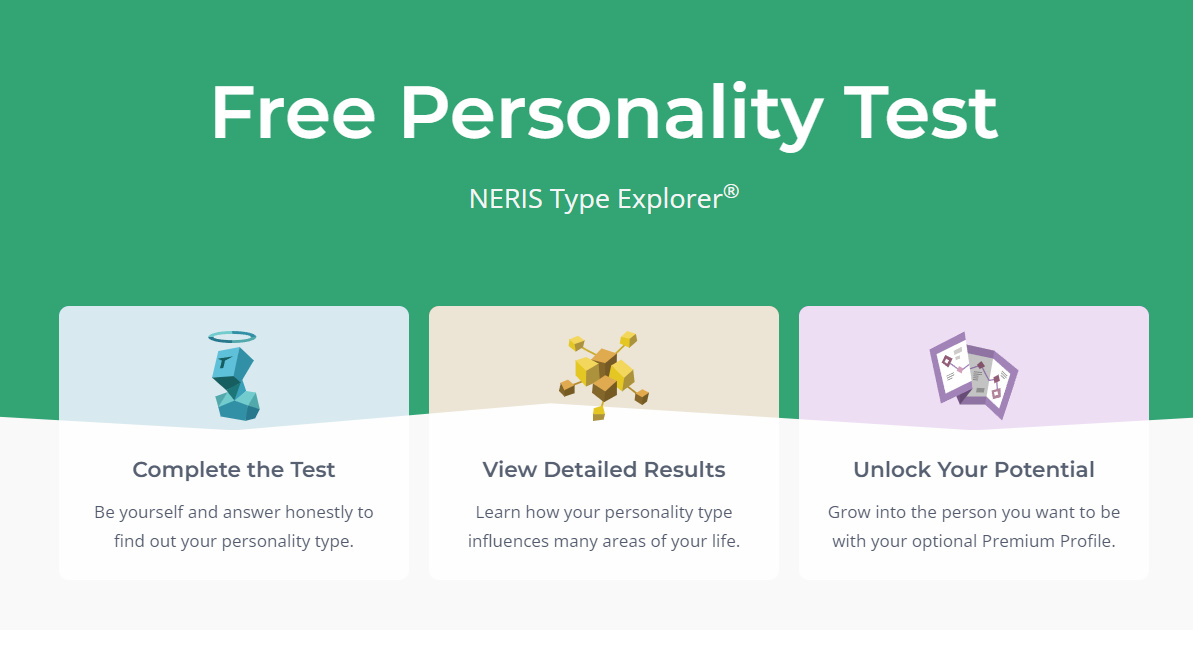 Free Personality Test
NERIS Type Explorer®
T
Complete the Test
Be yourself and answer honestly to
find out your personality type.
View Detailed Results
Learn how your personality type
influences many areas of your life.
Unlock Your Potential
Grow into the person you want to be
with your optional Premium Profile.